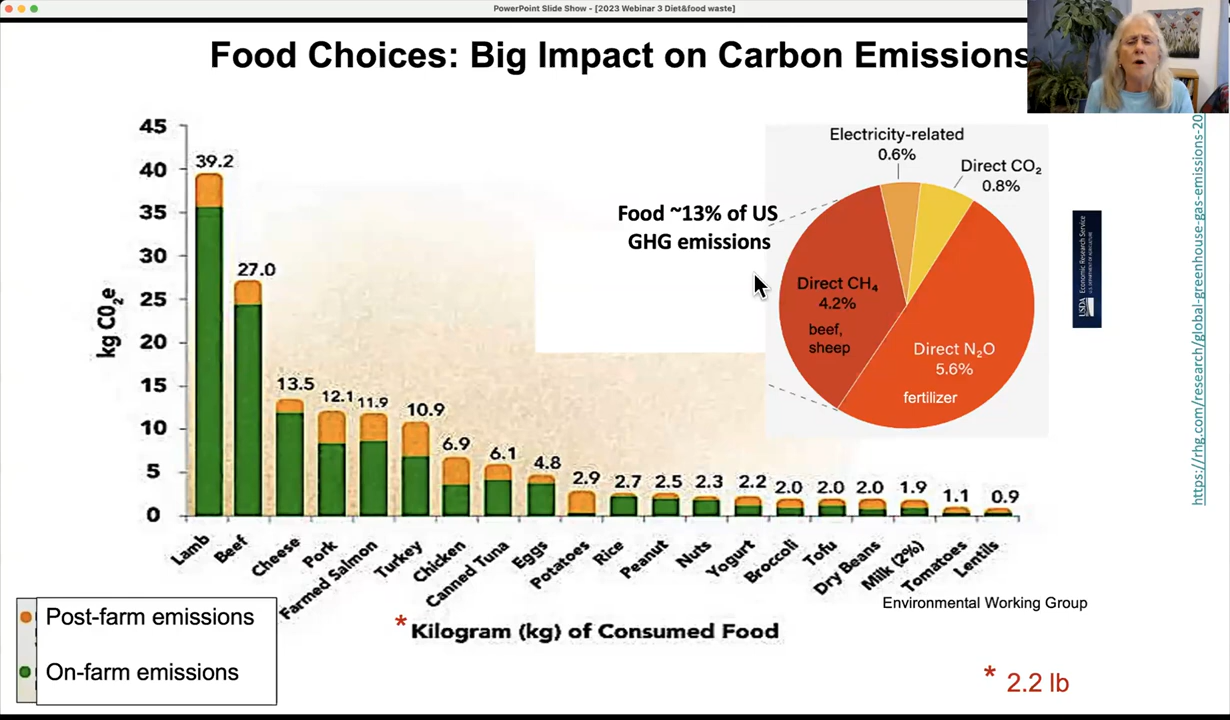 PowerPoint Slide Show - [2023 Webinar 3 Diet&food waste]
Food Choices: Big Impact on Carbon Emissions
kg CO₂e
45
40
35
30
25
20
15
10
5
0
39.2
27.0
13.5
12.1
11.9
10.9
6.9
6.1
4.8
2.9
2.7
2.5
2.3
2.2
2.0
2.0
2.0
1.9
1.1
0.9
Lamb
Beef
Cheese
Pork
Farmed Salmon
Turkey
Chicken
Canned Tuna
Eggs
Potatoes
Rice
Peanut
Nuts
Yogurt
Broccoli
Tofu
Dry Beans
Milk (2%)
Tomatoes
Lentils
* Kilogram (kg) of Consumed Food
Post-farm emissions
On-farm emissions
Food ~13% of US
GHG emissions
Electricity-related
0.6%
Direct CO₂
0.8%
Direct CH₄
4.2%
beef,
sheep
Direct N₂O
5.6%
fertilizer
USDA
Economic Research Service
U.S. DEPARTMENT OF AGRICULTURE
https://rhg.com/research/global-greenhouse-gas-emissions-20
Environmental Working Group
* 2.2 lb